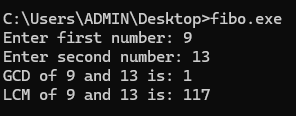 C:\Users\ADMIN\Desktop>fibo.exe
Enter first number: 9
Enter second number: 13
GCD of 9 and 13 is: 1
LCM of 9 and 13 is: 117